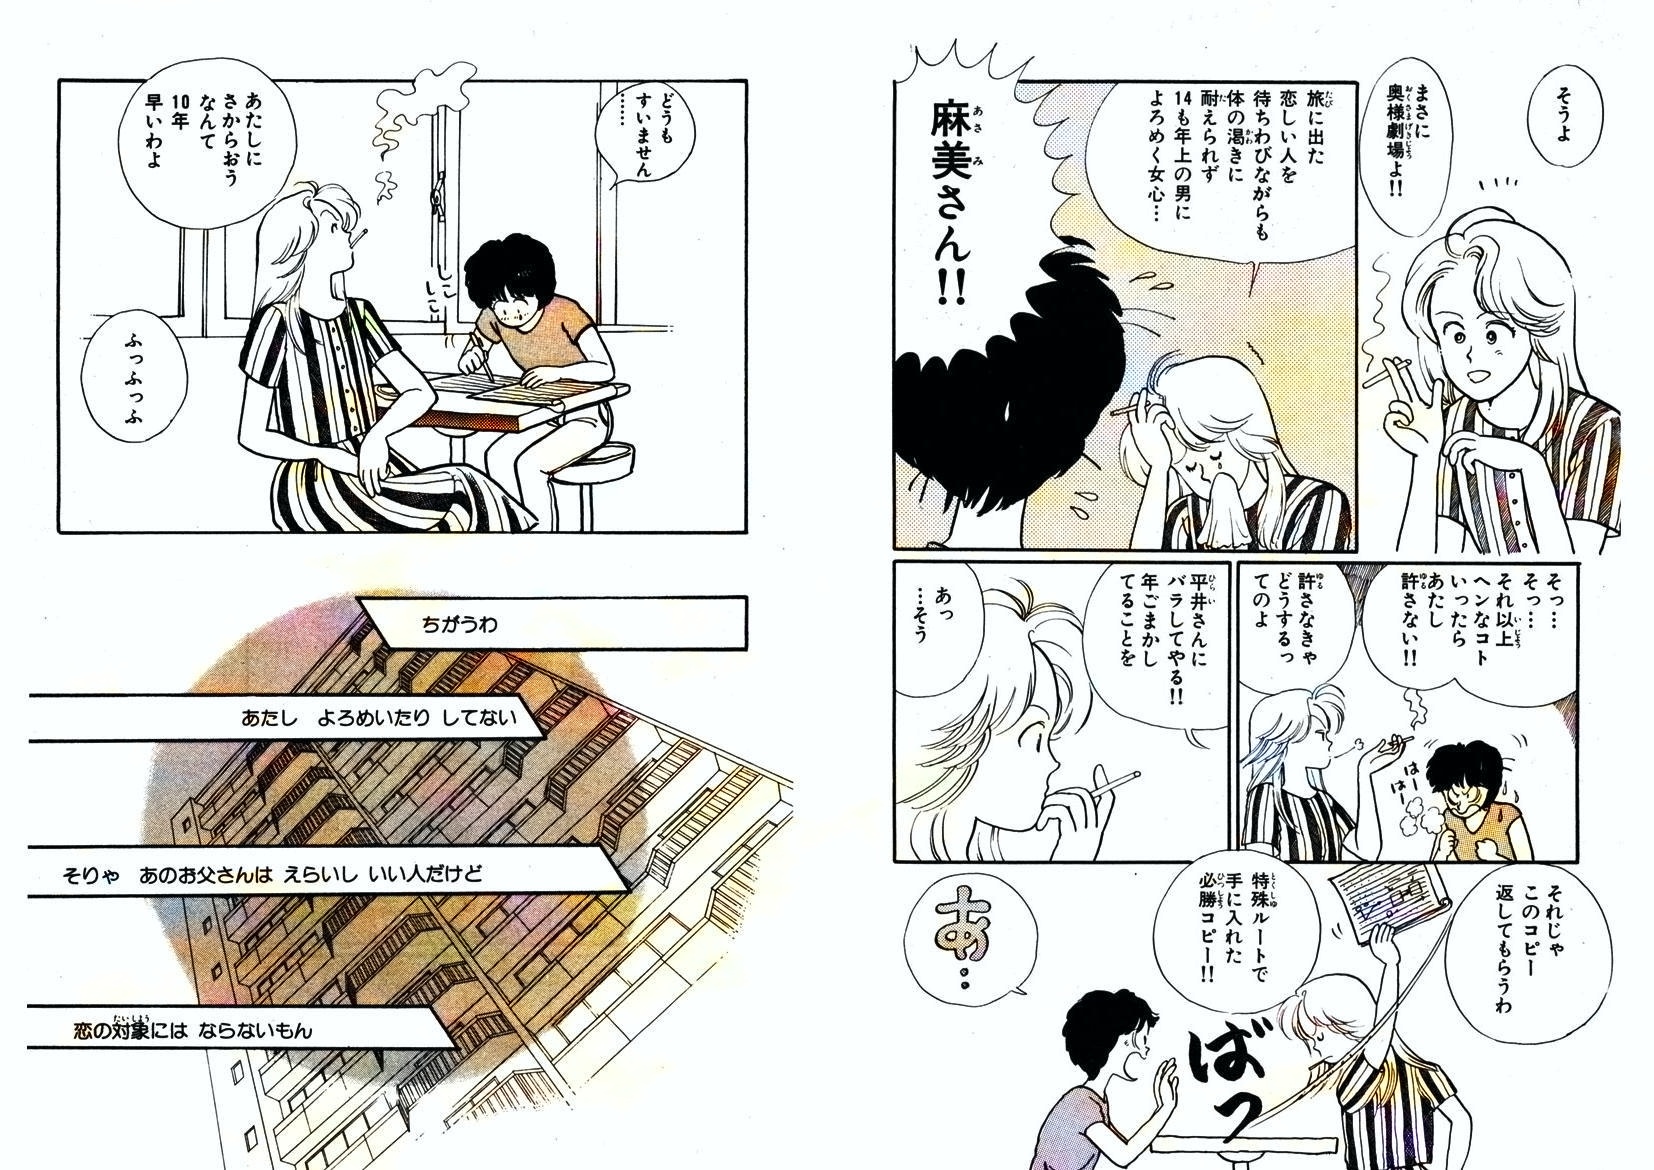 そうよ
まさに
奥様劇場よ!!
旅に出た
恋しい人を
待ちわびながらも
体の渇きに
耐えられず
14も年上の男に
よろめく女心…
麻美さん!!
そっ…
そっ…
それ以上
ヘンなコト
いったら
あたし
許さない!!
許さなきゃ
どうするっ
てのよ
はー
はー
平井さんに
バラしてやる!!
年ごまかし
てることを
あっ
…そう
それじゃ
このコピー
返してもらうわ
特殊ルートで
手に入れた
必勝コピー!!
ばっ
あ…
どうも
すいません
……
しこ
しこ
あたしに
さからおう
なんて
10年
早いわよ
ふっふっふ
ちがうわ
あたし よろめいたり してない
そりゃ あのお父さんは えらいし いい人だけど
恋の対象には ならないもん